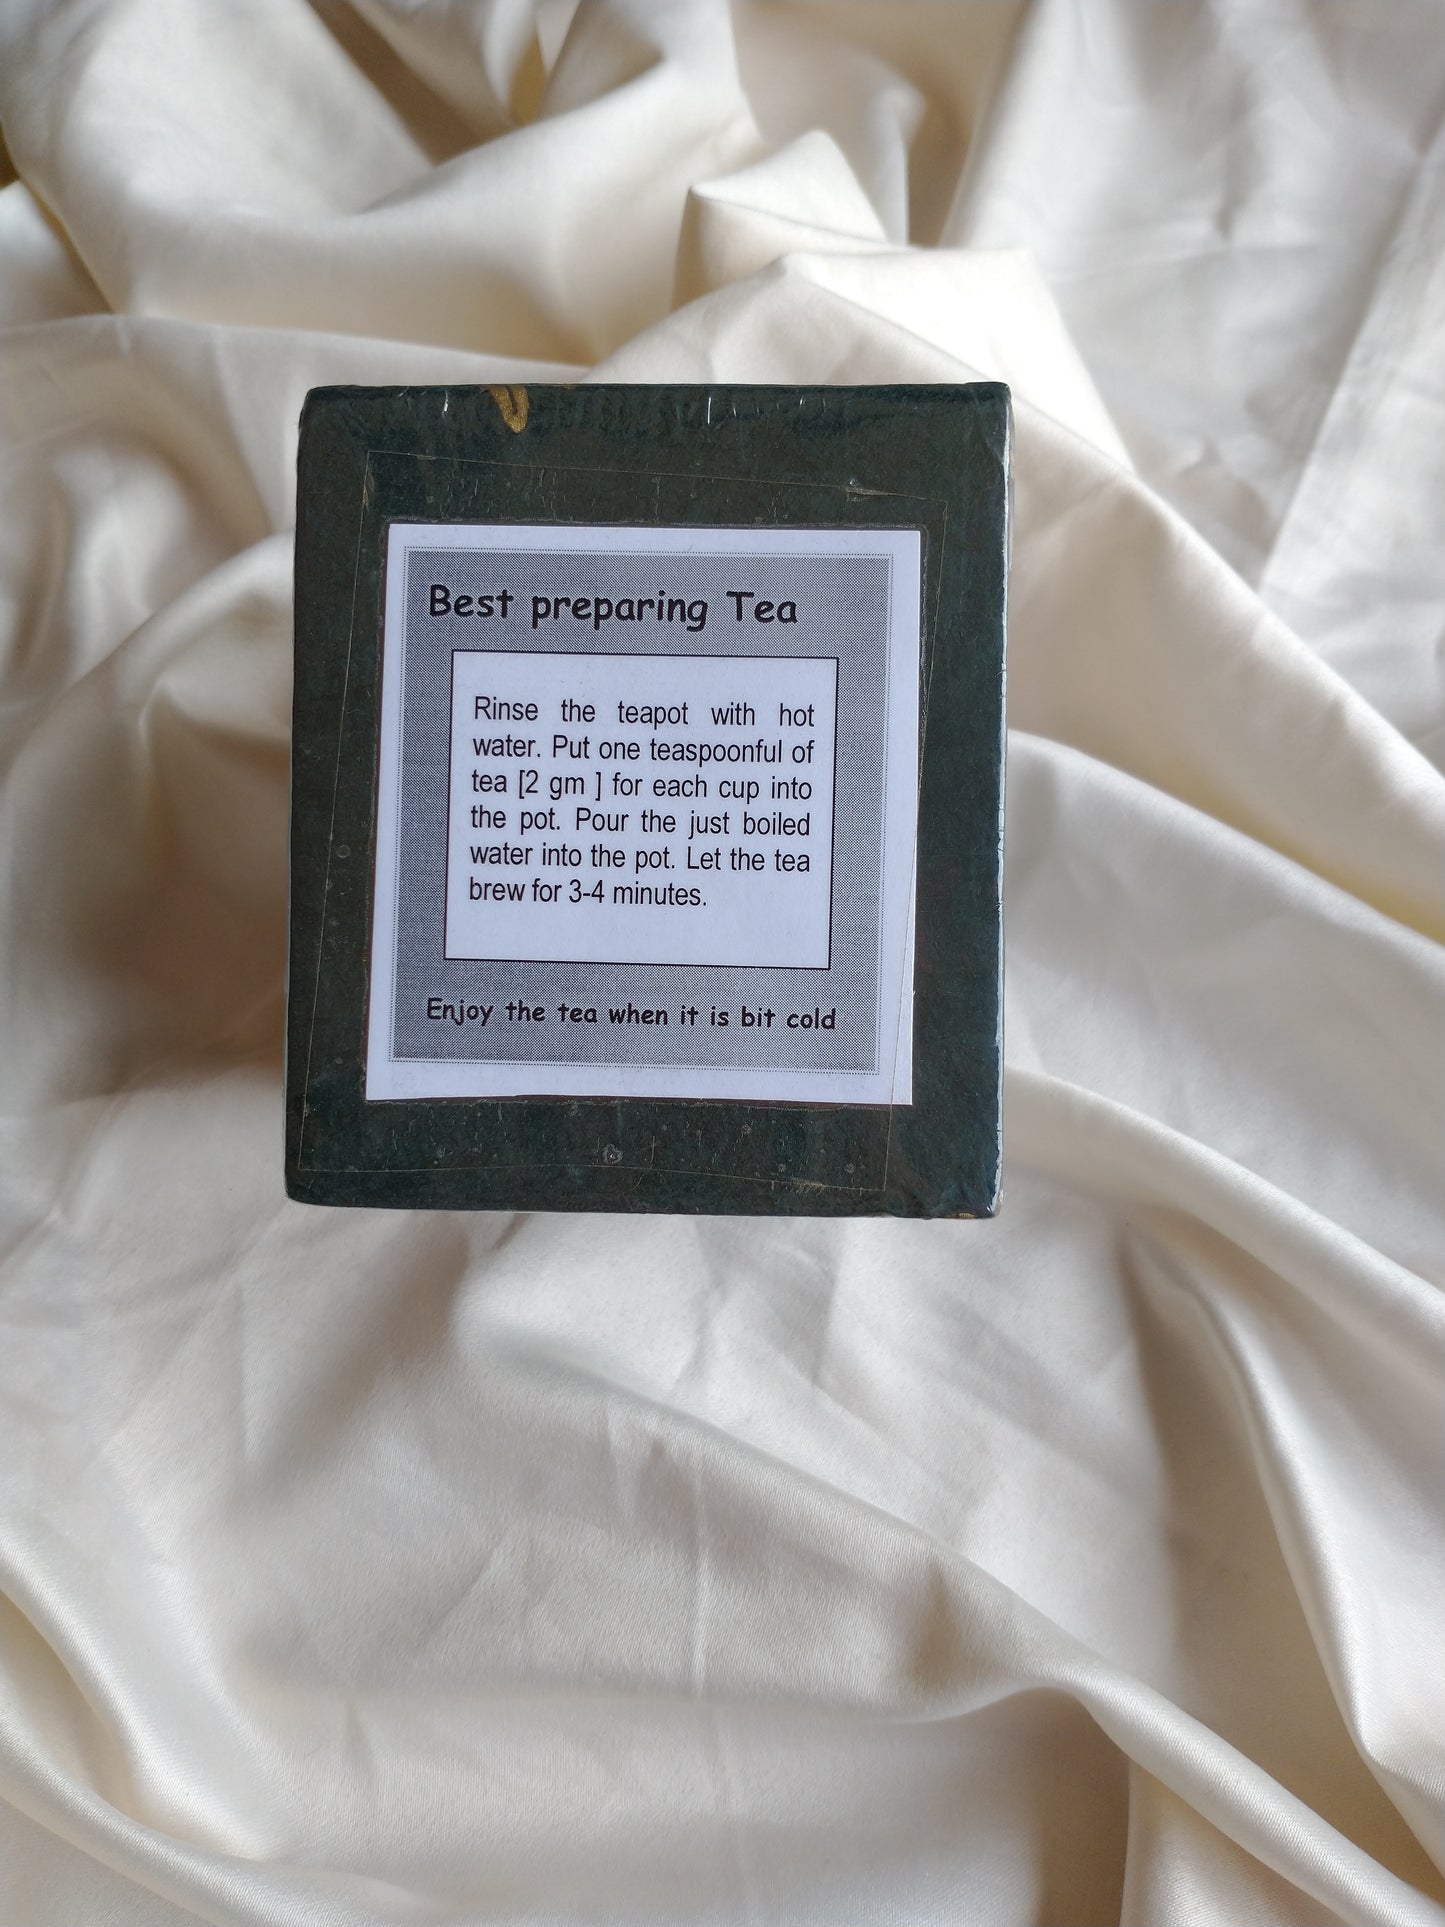 Best preparing Tea
Rinse the teapot with hot
water. Put one teaspoonful of
tea [2 gm ] for each cup into
the pot. Pour the just boiled
water into the pot. Let the tea
brew for 3-4 minutes.
Enjoy the tea when it is bit cold